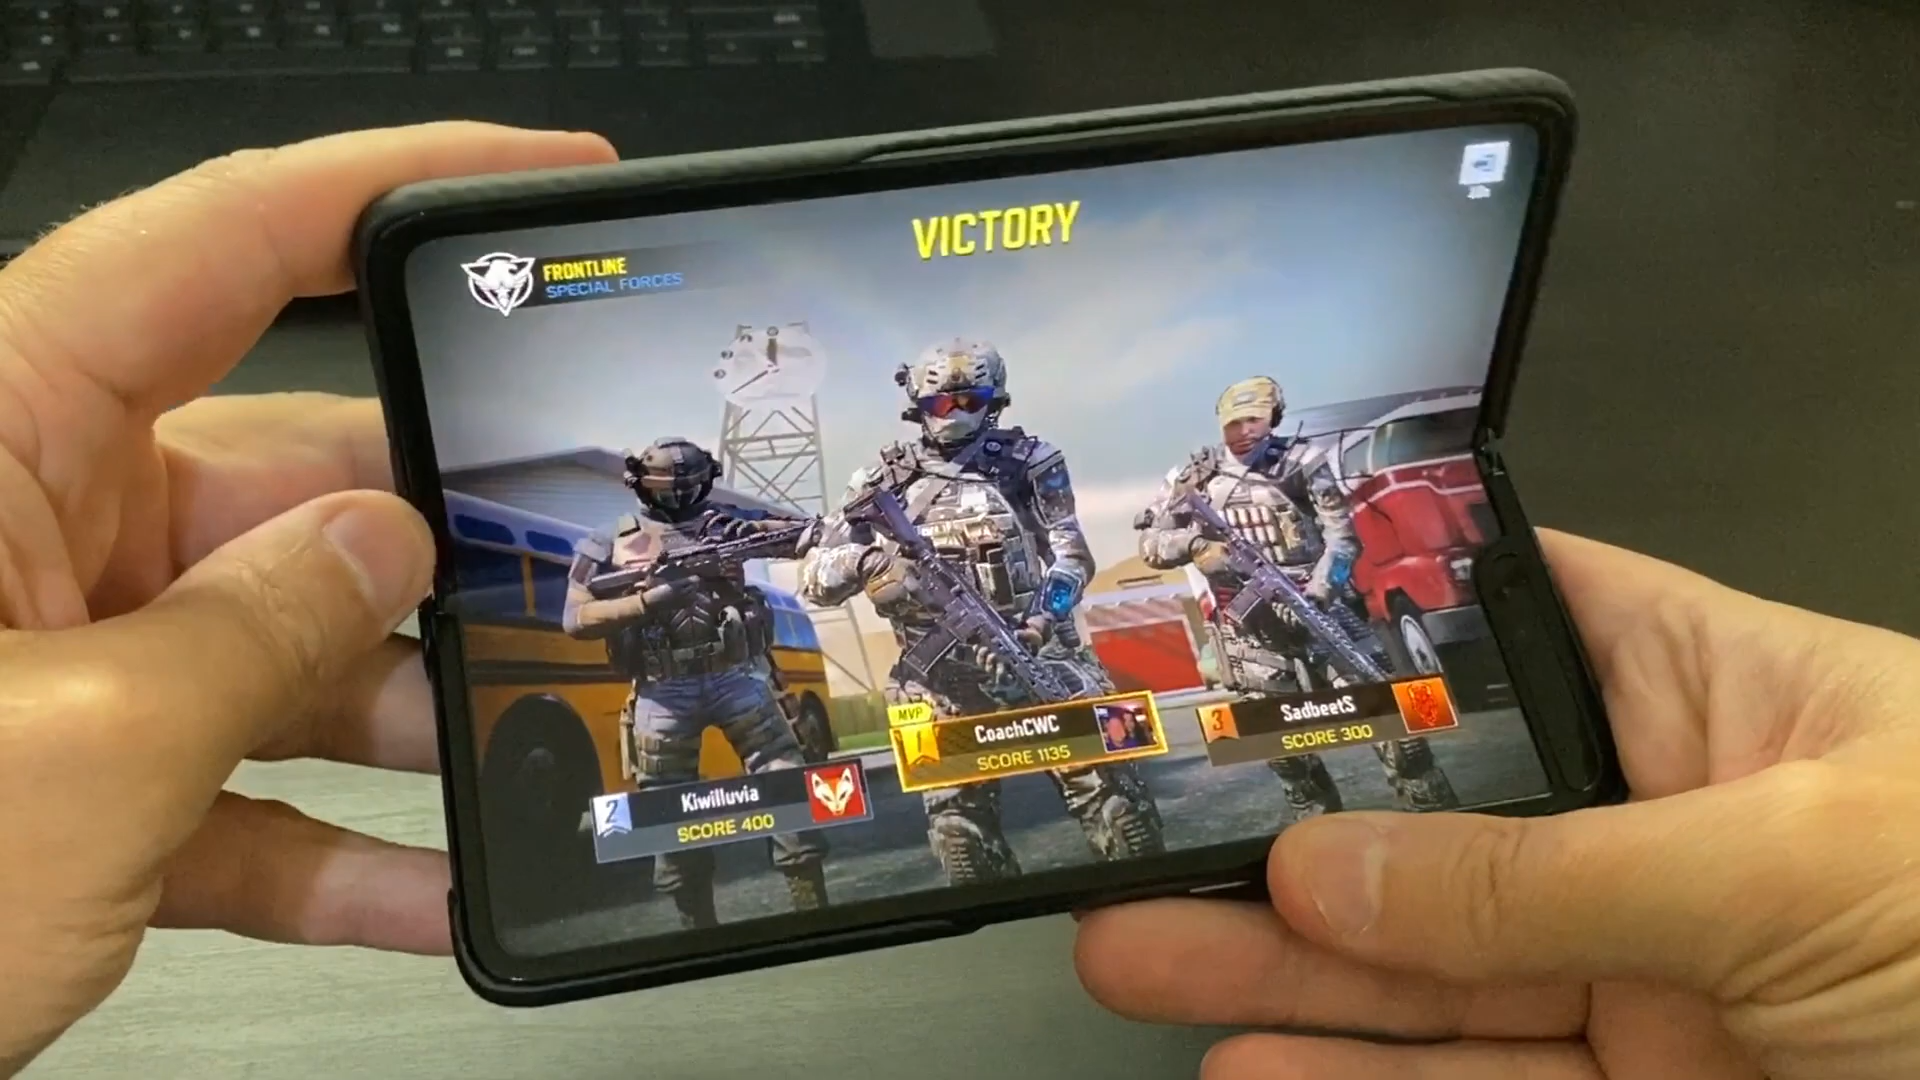 VICTORY
FRONTLINE
SPECIAL FORCES
MVP
1
CoachCWC
SCORE 1135
3
SadbeetS
SCORE 300
2
Kiwilluvia
SCORE 400